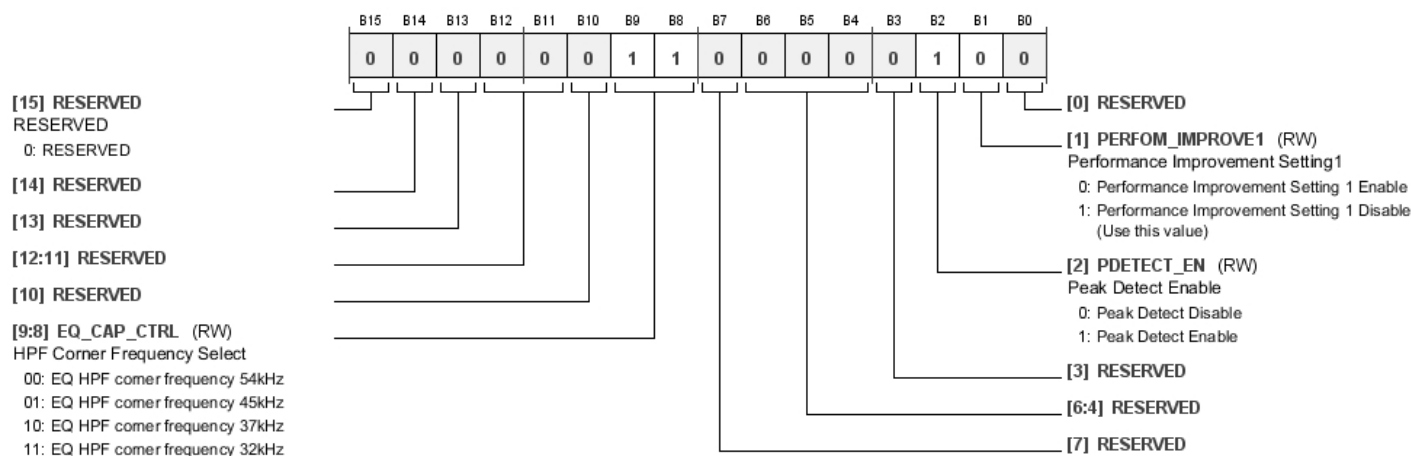 B15 B14 B13 B12 B11 B10 B9 B8 B7 B6 B5 B4 B3 B2 B1 B0
0 0 0 0 0 0 1 1 0 0 0 0 0 1 0 0
[15] RESERVED
RESERVED
0: RESERVED
[14] RESERVED
[13] RESERVED
[12:11] RESERVED
[10] RESERVED
[9:8] EQ_CAP_CTRL (RW)
HPF Corner Frequency Select
00: EQ HPF corner frequency 54kHz
01: EQ HPF corner frequency 45kHz
10: EQ HPF corner frequency 37kHz
11: EQ HPF corner frequency 32kHz
[0] RESERVED
[1] PERFOM_IMPROVE1 (RW)
Performance Improvement Setting1
0: Performance Improvement Setting 1 Enable
1: Performance Improvement Setting 1 Disable
(Use this value)
[2] PDETECT_EN (RW)
Peak Detect Enable
0: Peak Detect Disable
1: Peak Detect Enable
[3] RESERVED
[6:4] RESERVED
[7] RESERVED